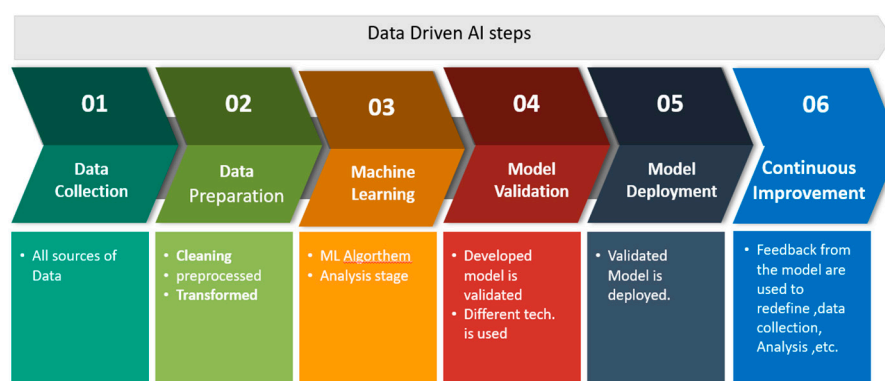 Data Driven AI steps
01
Data
Collection
02
Data
Preparation
03
Machine
Learning
04
Model
Validation
05
Model
Deployment
06
Continuous
Improvement
• All sources of
Data
• Cleaning
• preprocessed
• Transformed
• ML Algorthem
• Analysis stage
• Developed
model is
validated
• Different tech.
is used
• Validated
Model is
deployed.
• Feedback from
the model are
used to
redefine ,data
collection,
Analysis ,etc.